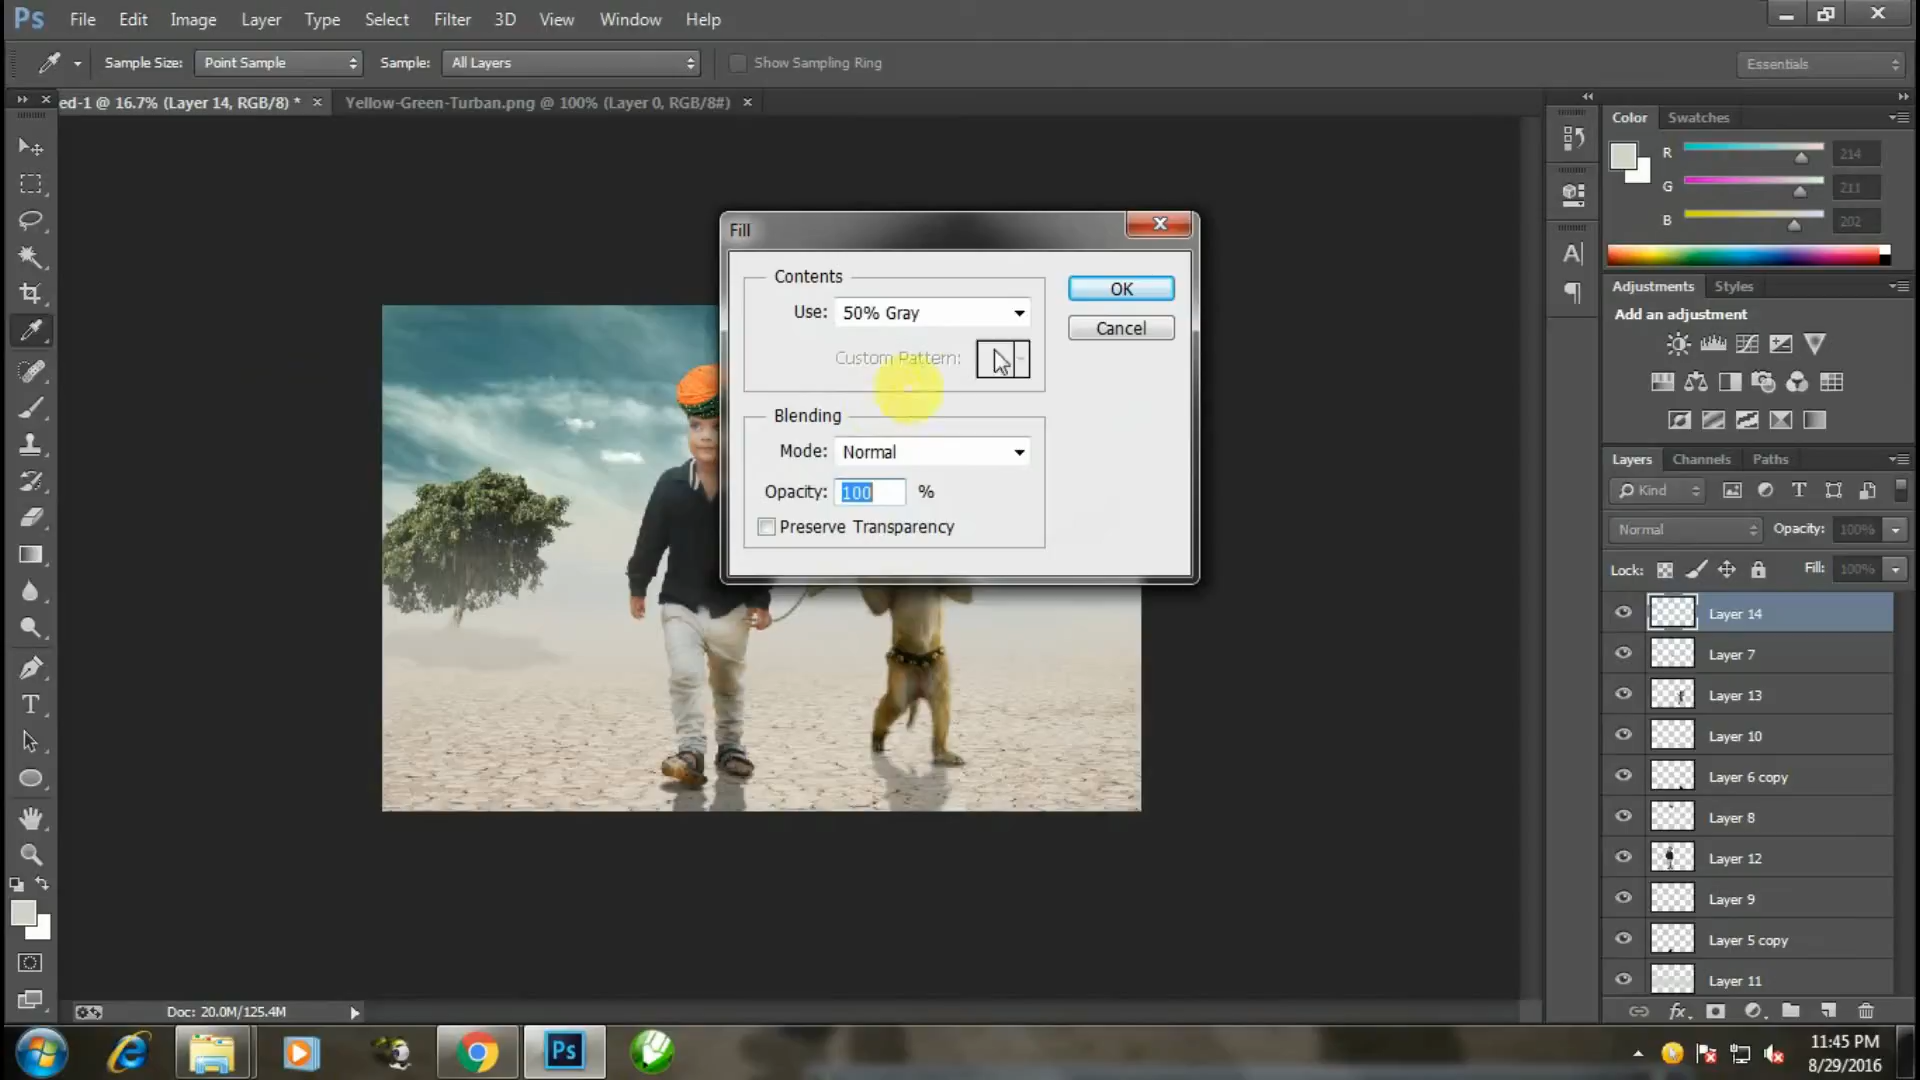 Ps File Edit Image Layer Type Select Filter 3D View Window Help
Sample Size: Point Sample Sample: All Layers Show Sampling Ring Essentials
ed-1 @ 16.7% (Layer 14, RGB/8) * × Yellow-Green-Turban.png @ 100% (Layer 0, RGB/8#) ×
Color Swatches
R 214
G 211
B 202
Fill
Contents
Use: 50% Gray
Custom Pattern:
OK
Cancel
Blending
Mode: Normal
Opacity: 100 %
Preserve Transparency
Adjustments Styles
Add an adjustment
Layers Channels Paths
Kind
Normal Opacity: 100%
Lock: Fill: 100%
Layer 14
Layer 7
Layer 13
Layer 10
Layer 6 copy
Layer 8
Layer 12
Layer 9
Layer 5 copy
Layer 11
Doc: 20.0M/125.4M
Ps
11:45 PM
8/29/2016